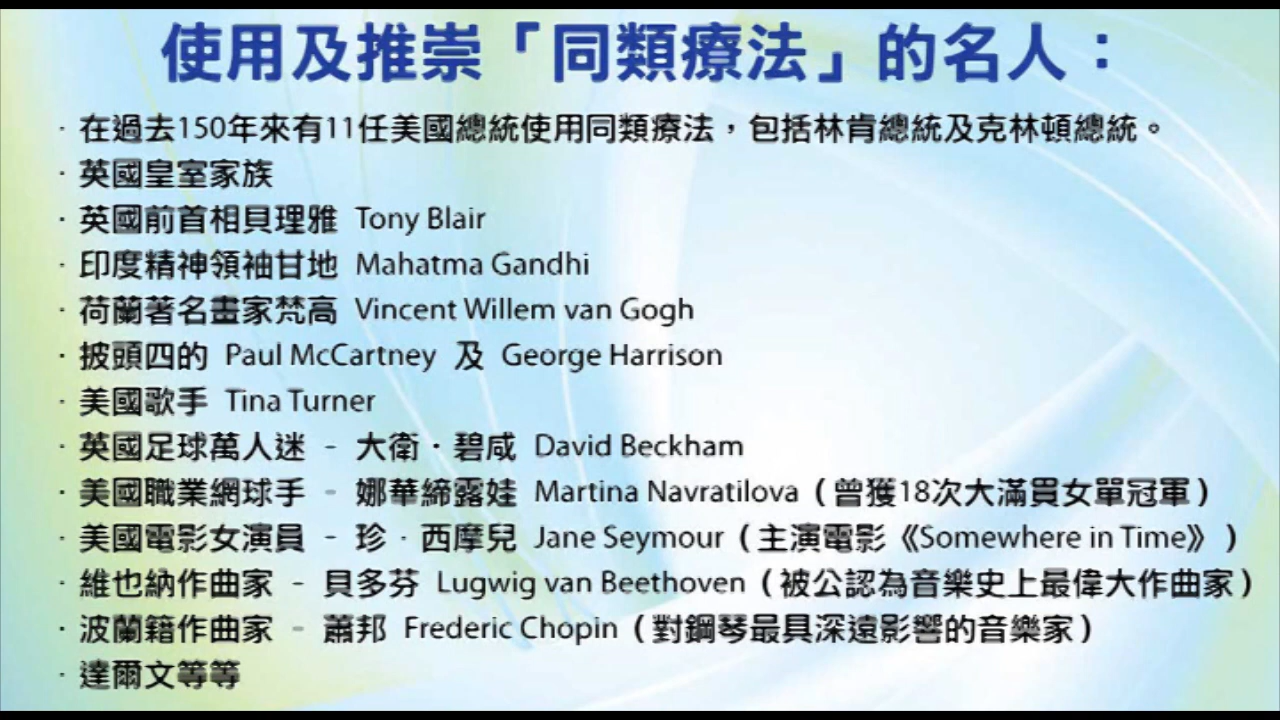 使用及推崇「同類療法」的名人：
· 在過去150年來有11任美國總統使用同類療法，包括林肯總統及克林頓總統。
· 英國皇室家族
· 英國前首相貝理雅 Tony Blair
· 印度精神領袖甘地 Mahatma Gandhi
· 荷蘭著名畫家梵高 Vincent Willem van Gogh
· 披頭四的 Paul McCartney 及 George Harrison
· 美國歌手 Tina Turner
· 英國足球萬人迷 - 大衛·碧咸 David Beckham
· 美國職業網球手 - 娜華締露娃 Martina Navratilova（曾獲18次大滿貫女單冠軍）
· 美國電影女演員 - 珍·西摩兒 Jane Seymour（主演電影《Somewhere in Time》）
· 維也納作曲家 - 貝多芬 Lugwig van Beethoven（被公認為音樂史上最偉大作曲家）
· 波蘭籍作曲家 - 蕭邦 Frederic Chopin（對鋼琴最具深遠影響的音樂家）
· 達爾文等等